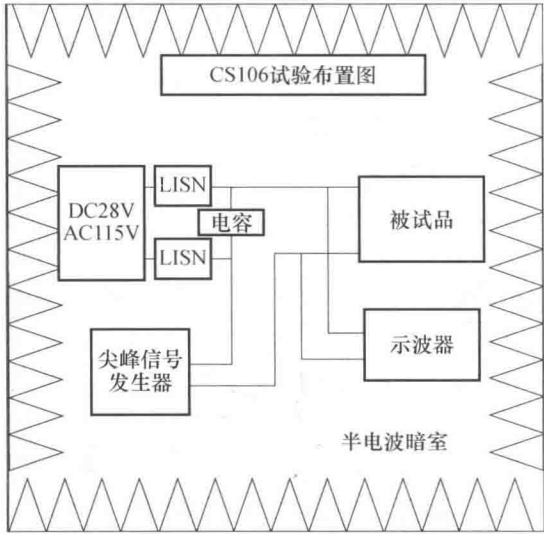 CS106试验布置图
DC28V
AC115V
LISN
电容
LISN
被试品
尖峰信号
发生器
示波器
半电波暗室